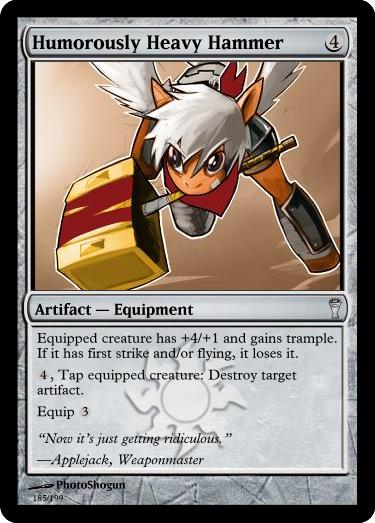 Humorously Heavy Hammer 4
Artifact — Equipment
Equipped creature has +4/+1 and gains trample.
If it has first strike and/or flying, it loses it.
4 , Tap equipped creature: Destroy target
artifact.
Equip 3
"Now it's just getting ridiculous."
—Applejack, Weaponmaster
PhotoShogun
185/199